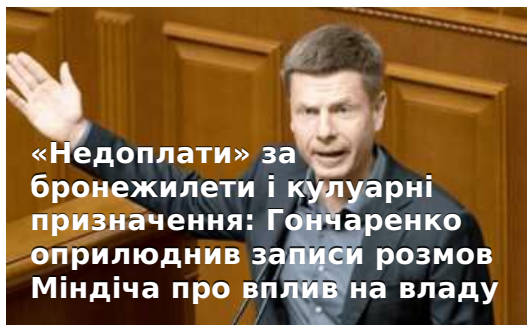 «Недоплати» за
бронежилети і кулуарні
призначення: Гончаренко
оприлюднив записи розмов
Міндіча про вплив на владу